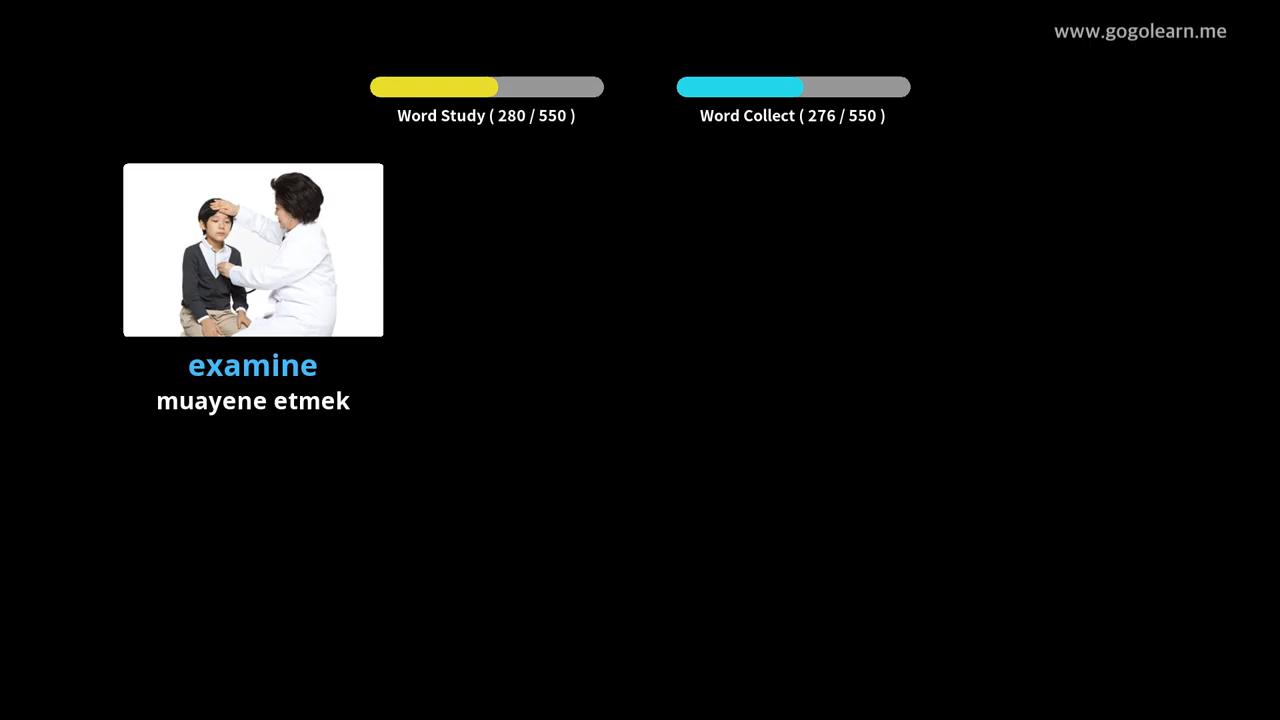 www.gogolearn.me
Word Study ( 280 / 550 )
Word Collect ( 276 / 550 )
examine
muayene etmek